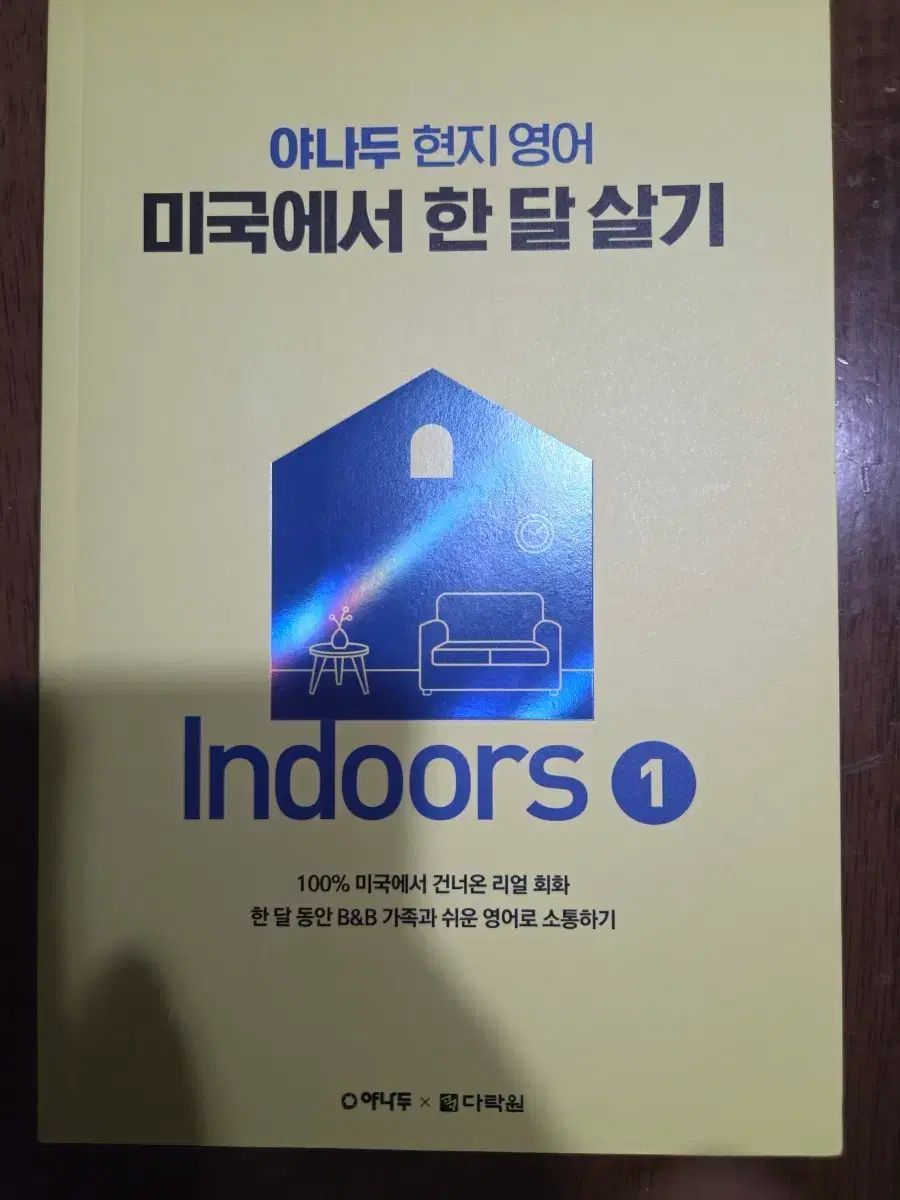 야나두 현지 영어
미국에서 한 달 살기
Indoors 1
100% 미국에서 건너온 리얼 회화
한 달 동안 B&B 가족과 쉬운 영어로 소통하기
야나두 × 다락원